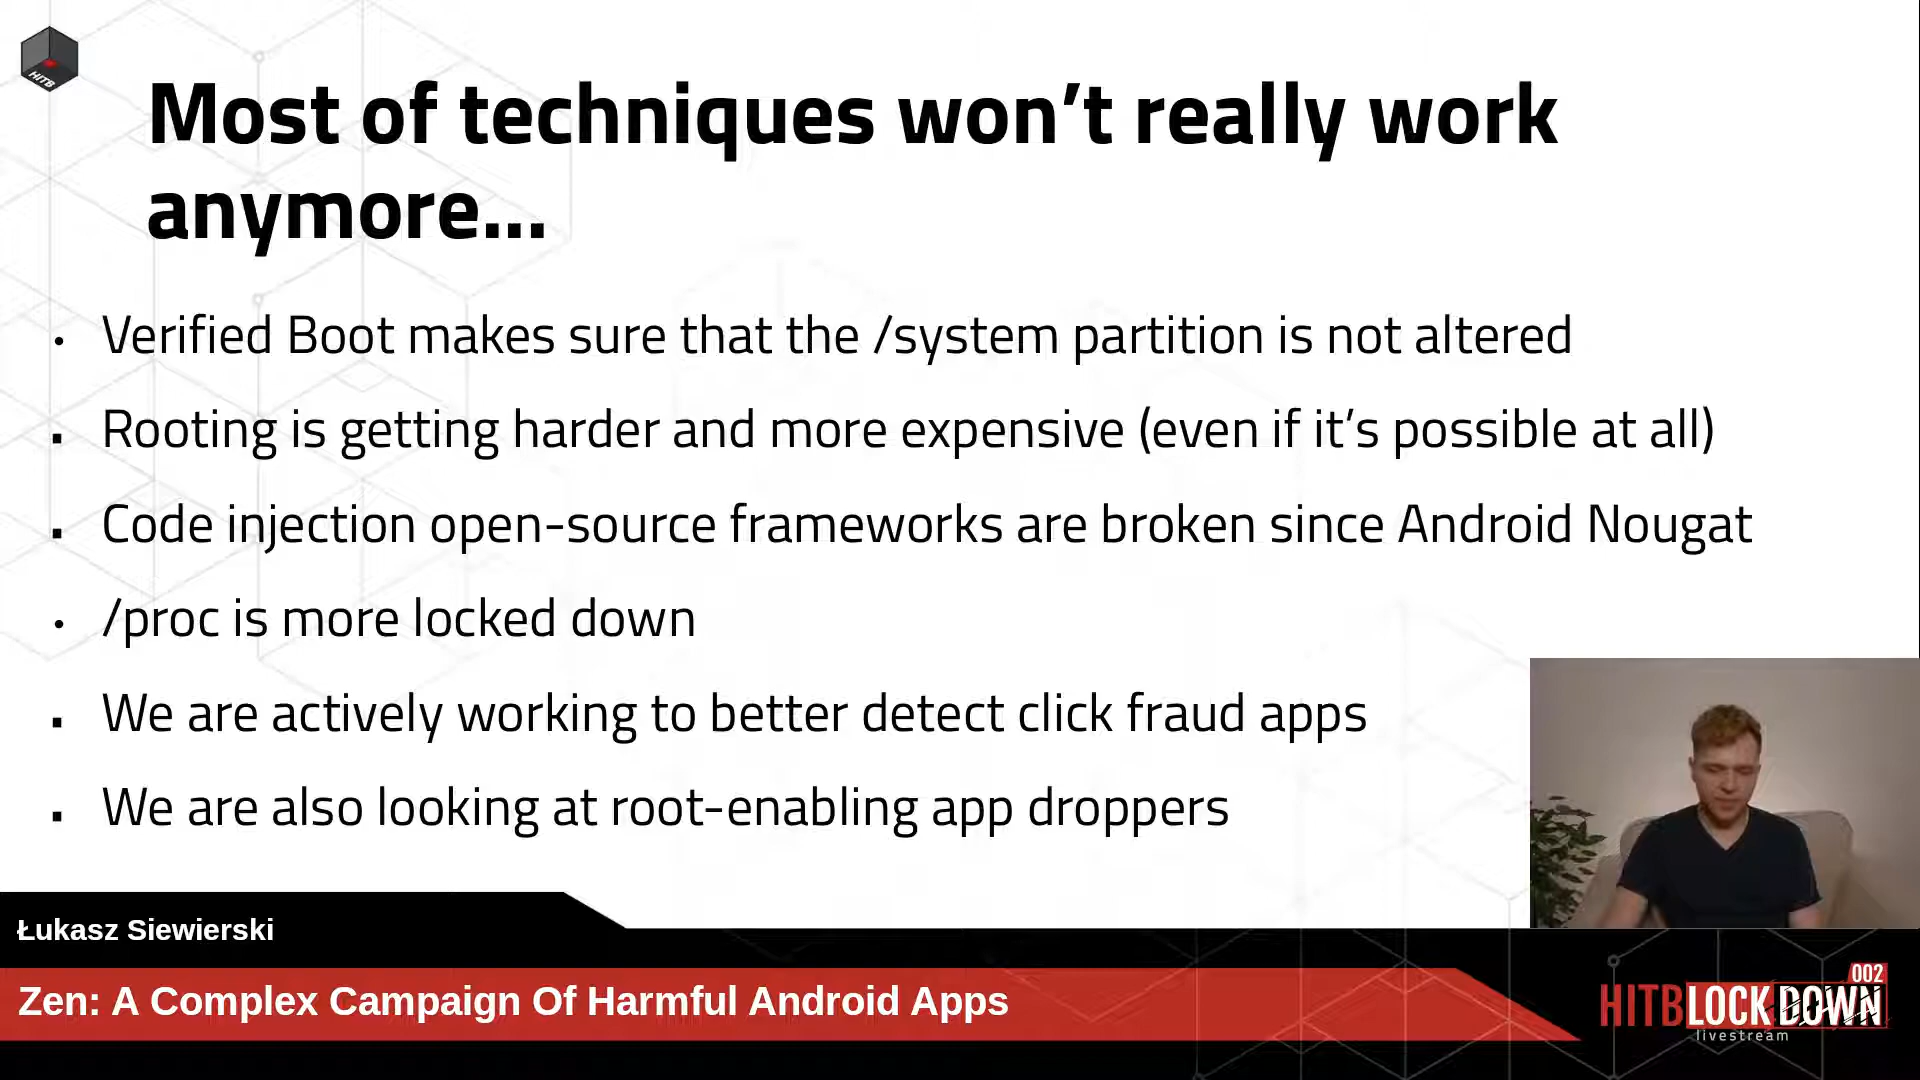 HITB
Most of techniques won’t really work
anymore...
• Verified Boot makes sure that the /system partition is not altered
▪ Rooting is getting harder and more expensive (even if it’s possible at all)
▪ Code injection open-source frameworks are broken since Android Nougat
• /proc is more locked down
▪ We are actively working to better detect click fraud apps
▪ We are also looking at root-enabling app droppers
Łukasz Siewierski
Zen: A Complex Campaign Of Harmful Android Apps
002
HITBLOCKDOWN
livestream